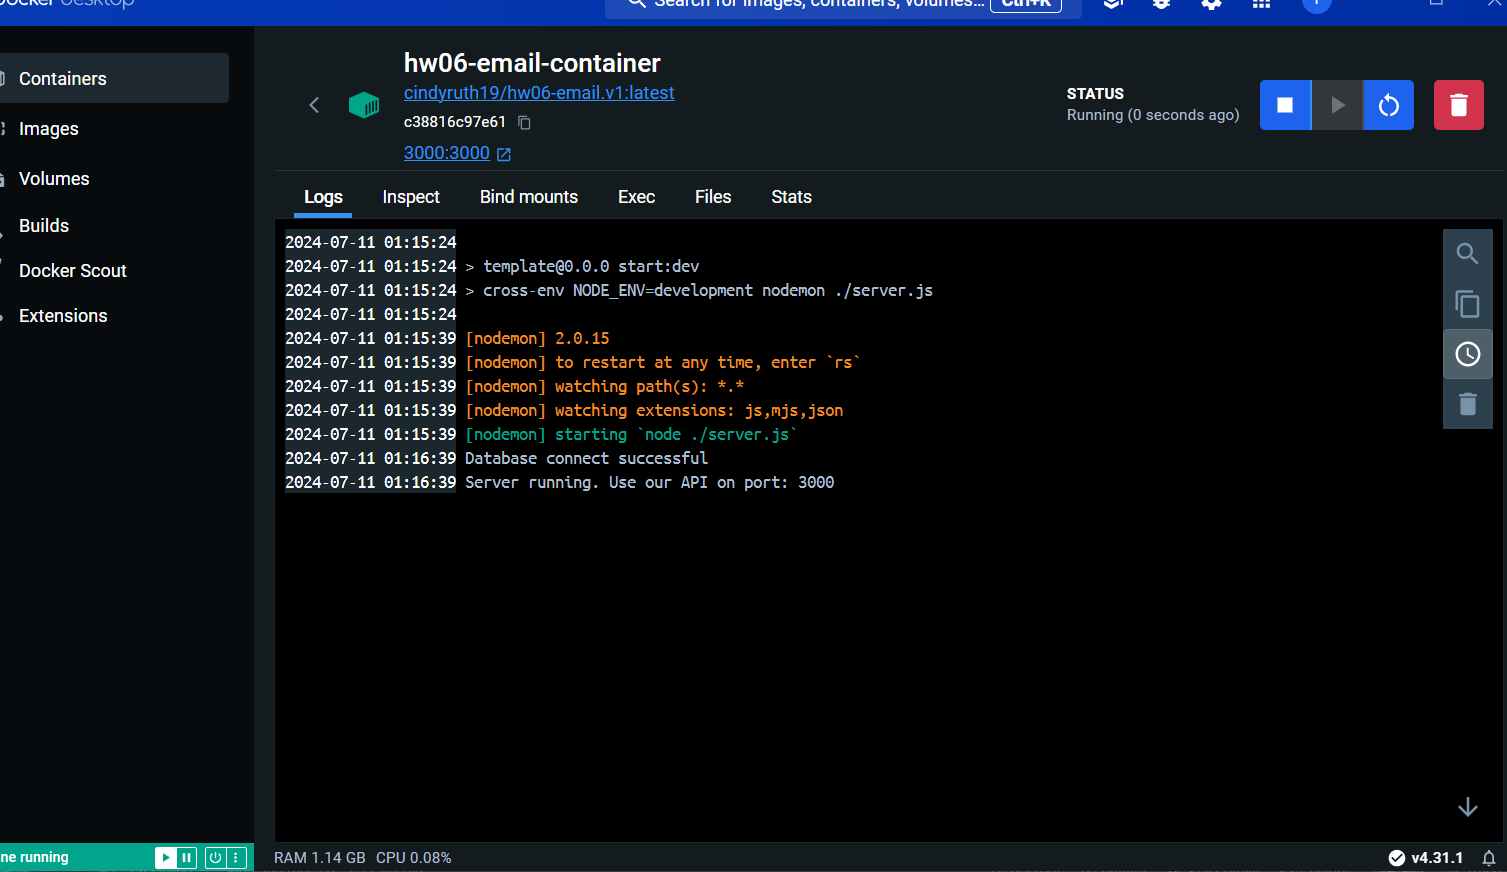 Search for images, containers, volumes... Ctrl+K
Containers
Images
Volumes
Builds
Docker Scout
Extensions
hw06-email-container
cindyruth19/hw06-email.v1:latest
c38816c97e61
3000:3000
STATUS
Running (0 seconds ago)
Logs Inspect Bind mounts Exec Files Stats
2024-07-11 01:15:24
2024-07-11 01:15:24 > template@0.0.0 start:dev
2024-07-11 01:15:24 > cross-env NODE_ENV=development nodemon ./server.js
2024-07-11 01:15:24
2024-07-11 01:15:39 [nodemon] 2.0.15
2024-07-11 01:15:39 [nodemon] to restart at any time, enter `rs`
2024-07-11 01:15:39 [nodemon] watching path(s): *.*
2024-07-11 01:15:39 [nodemon] watching extensions: js,mjs,json
2024-07-11 01:15:39 [nodemon] starting `node ./server.js`
2024-07-11 01:16:39 Database connect successful
2024-07-11 01:16:39 Server running. Use our API on port: 3000
ne running
RAM 1.14 GB CPU 0.08%
v4.31.1